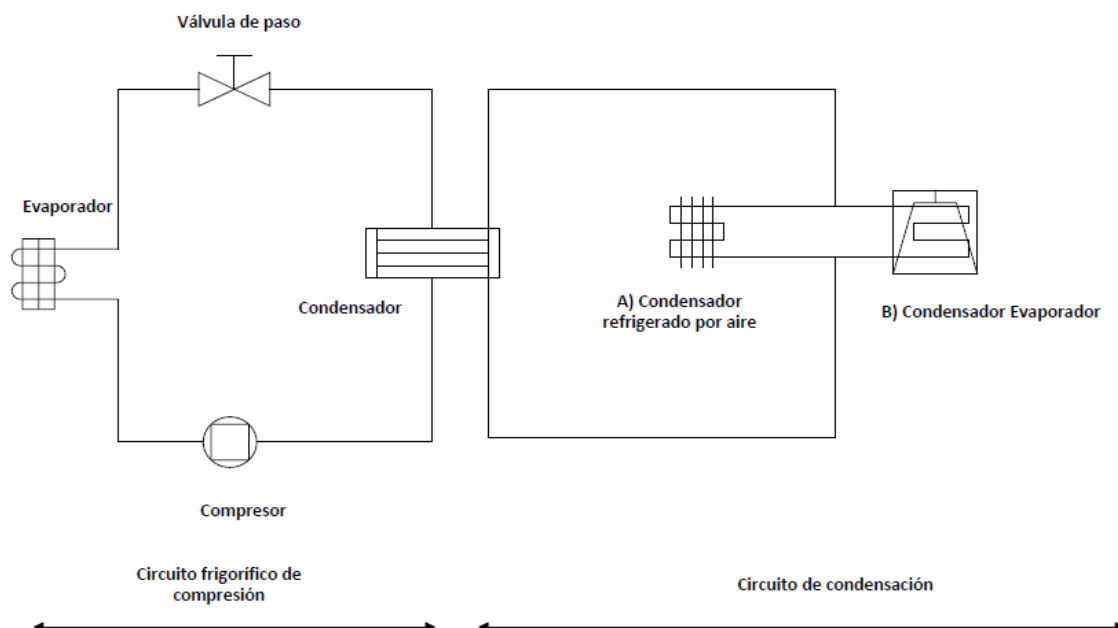 Válvula de paso
Evaporador
Condensador
A) Condensador
refrigerado por aire
B) Condensador Evaporador
Compresor
Circuito frigorífico de
compresión
Circuito de condensación